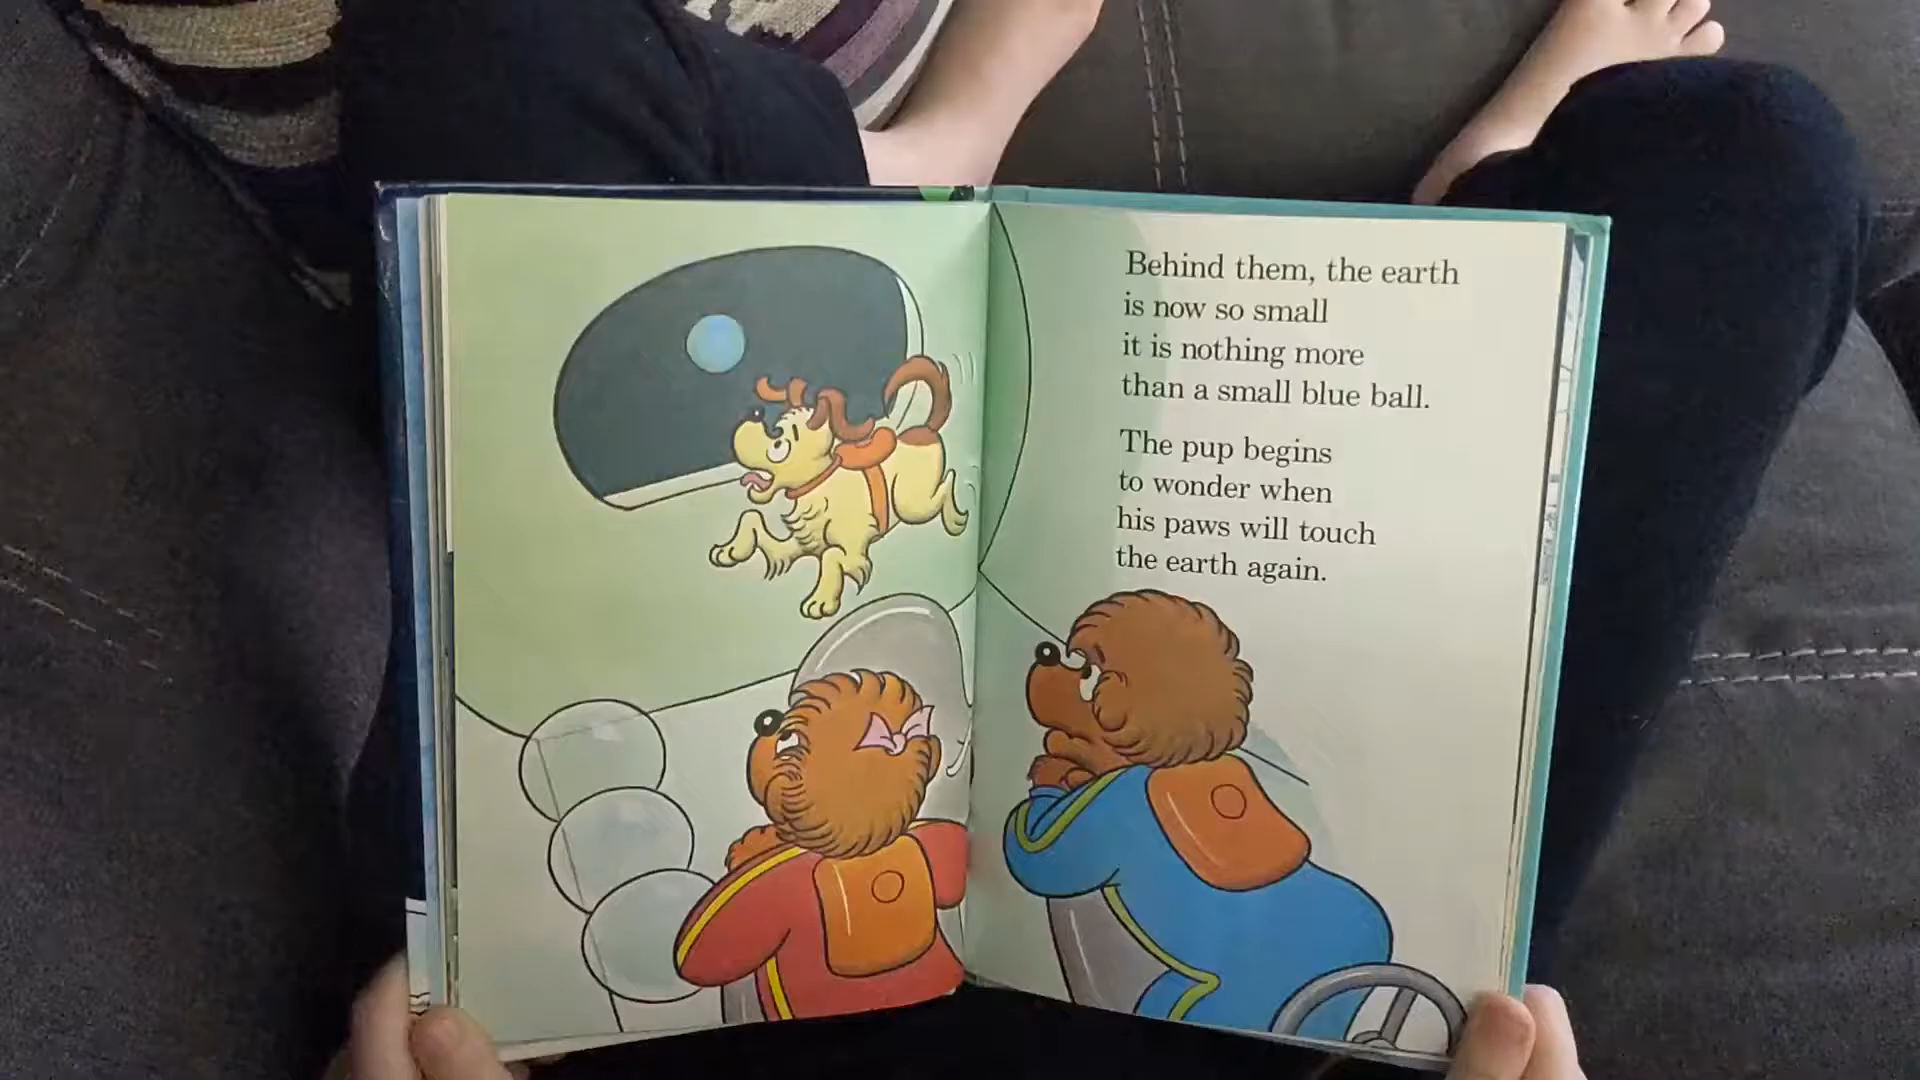 Behind them, the earth
is now so small
it is nothing more
than a small blue ball.
The pup begins
to wonder when
his paws will touch
the earth again.